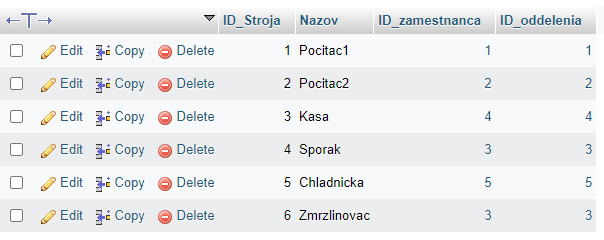 ID_Stroja Nazov ID_zamestnanca ID_oddelenia
Edit Copy Delete 1 Pocitac1 1 1
Edit Copy Delete 2 Pocitac2 2 2
Edit Copy Delete 3 Kasa 4 4
Edit Copy Delete 4 Sporak 3 3
Edit Copy Delete 5 Chladnicka 5 5
Edit Copy Delete 6 Zmrzlinovac 3 3